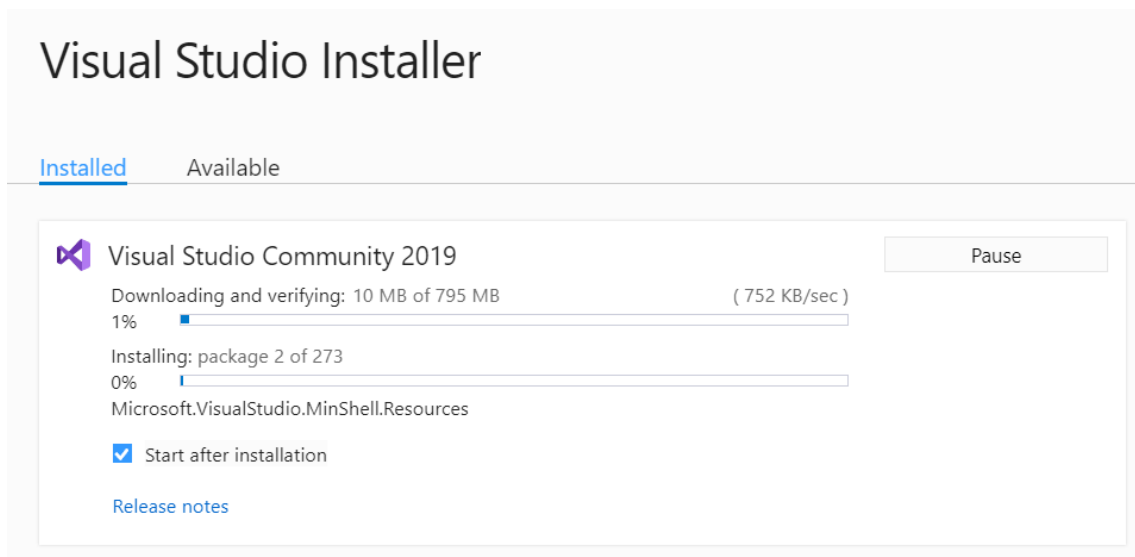 Visual Studio Installer
Installed Available
Visual Studio Community 2019 Pause
Downloading and verifying: 10 MB of 795 MB ( 752 KB/sec )
1%
Installing: package 2 of 273
0%
Microsoft.VisualStudio.MinShell.Resources
Start after installation
Release notes